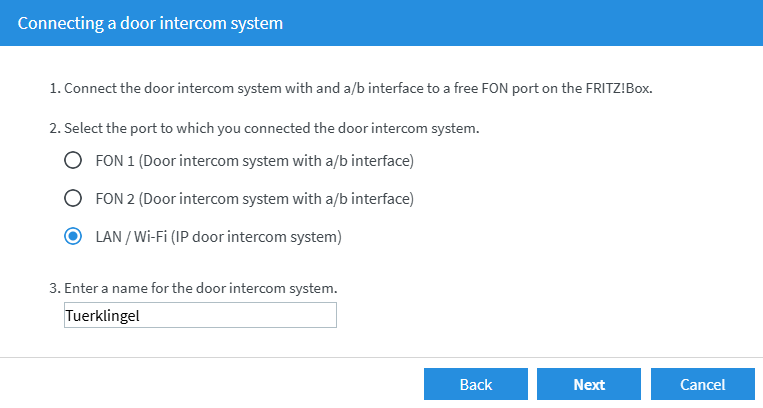 Connecting a door intercom system
1. Connect the door intercom system with and a/b interface to a free FON port on the FRITZ!Box.
2. Select the port to which you connected the door intercom system.
FON 1 (Door intercom system with a/b interface)
FON 2 (Door intercom system with a/b interface)
LAN / Wi-Fi (IP door intercom system)
3. Enter a name for the door intercom system.
Tuerklingel
Back Next Cancel